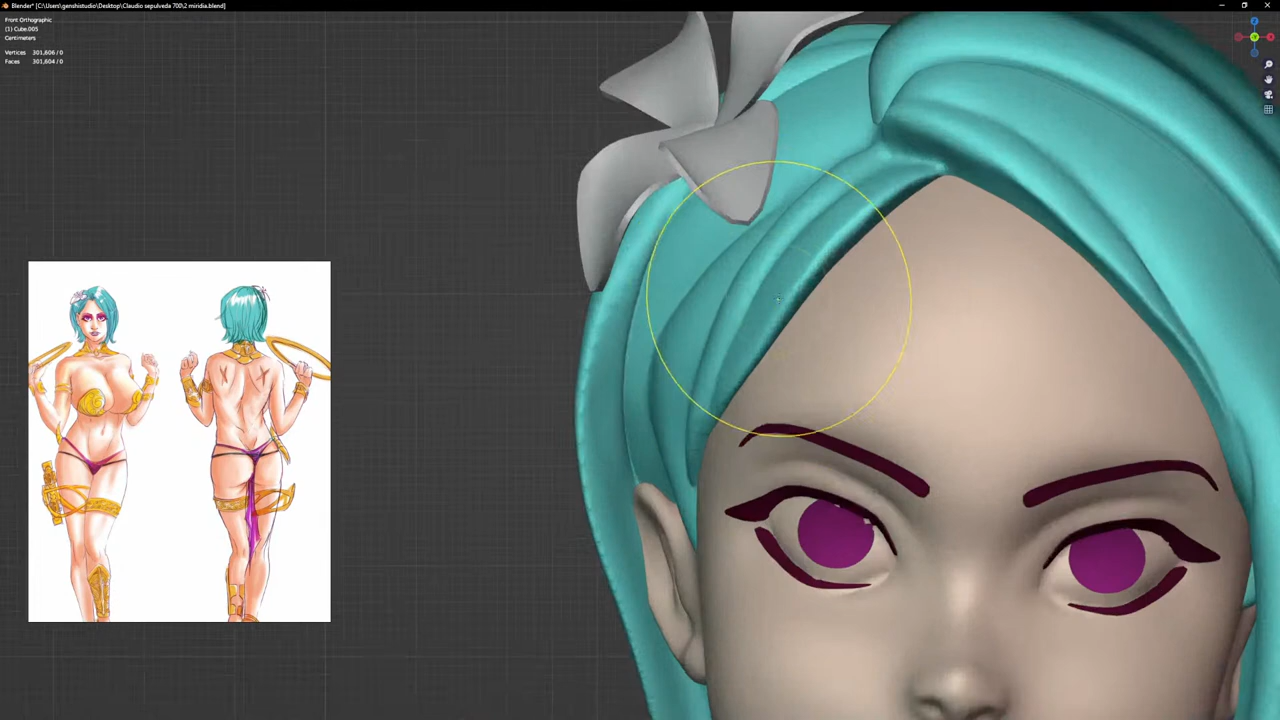 Blender* [C:\Users\genshistudio\Desktop\Claudio sepulveda 700\2 miridia.blend]
Front Orthographic
(1) Cube.005
Centimeters
Vertices 301,606 / 0
Faces 301,604 / 0